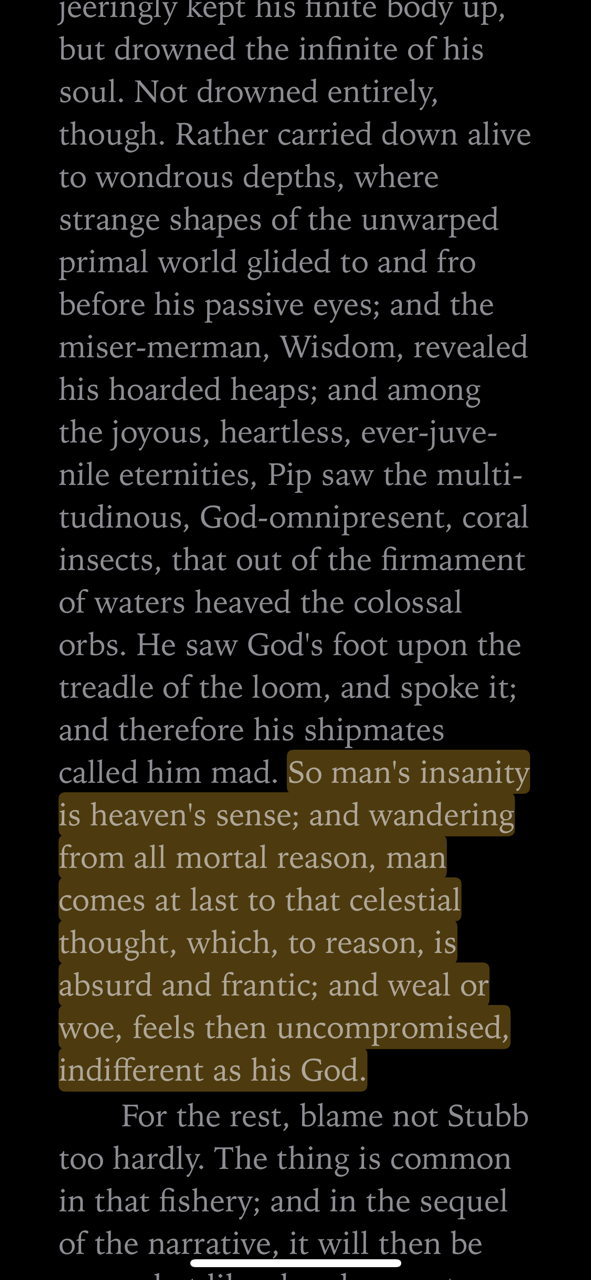 jeeringly kept his finite body up,
but drowned the infinite of his
soul. Not drowned entirely,
though. Rather carried down alive
to wondrous depths, where
strange shapes of the unwarped
primal world glided to and fro
before his passive eyes; and the
miser-merman, Wisdom, revealed
his hoarded heaps; and among
the joyous, heartless, ever-juve-
nile eternities, Pip saw the multi-
tudinous, God-omnipresent, coral
insects, that out of the firmament
of waters heaved the colossal
orbs. He saw God's foot upon the
treadle of the loom, and spoke it;
and therefore his shipmates
called him mad. So man's insanity
is heaven's sense; and wandering
from all mortal reason, man
comes at last to that celestial
thought, which, to reason, is
absurd and frantic; and weal or
woe, feels then uncompromised,
indifferent as his God.
For the rest, blame not Stubb
too hardly. The thing is common
in that fishery; and in the sequel
of the narrative, it will then be